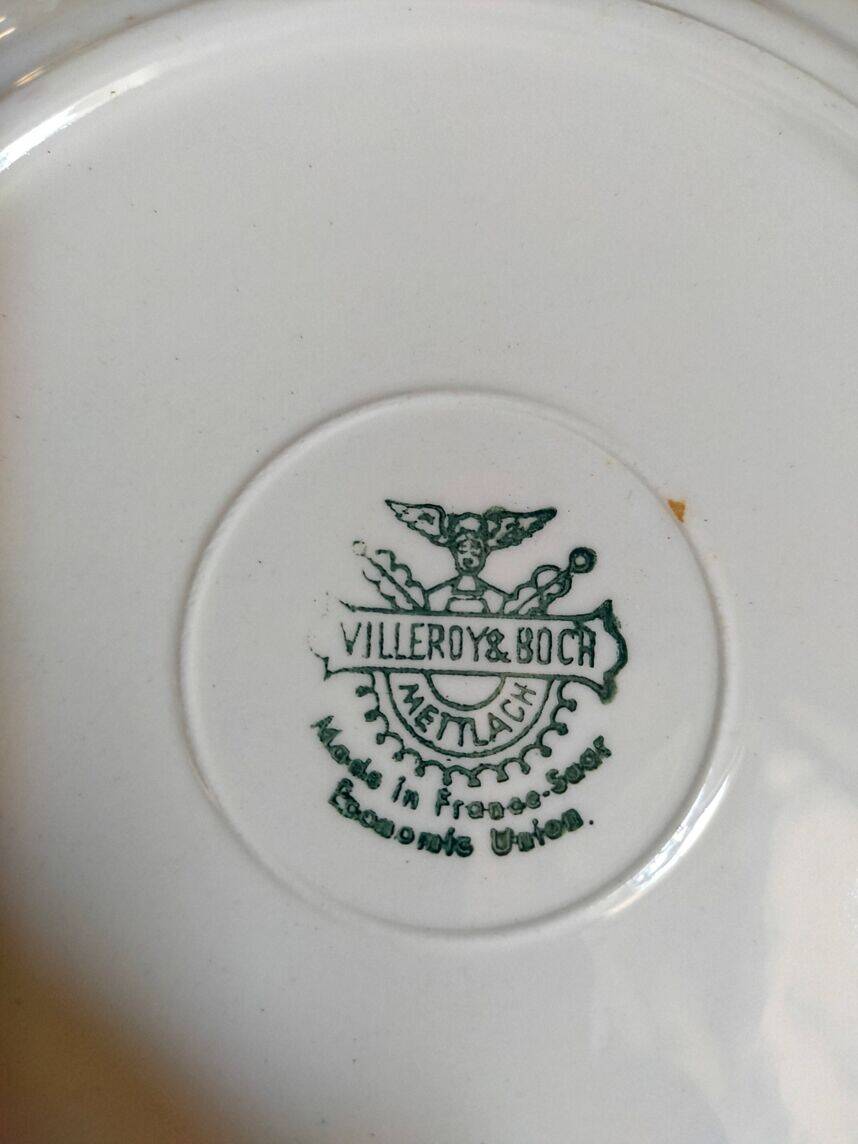 VILLEROY & BOCH
METTLACH
Made in France-Saar
Economic Union.